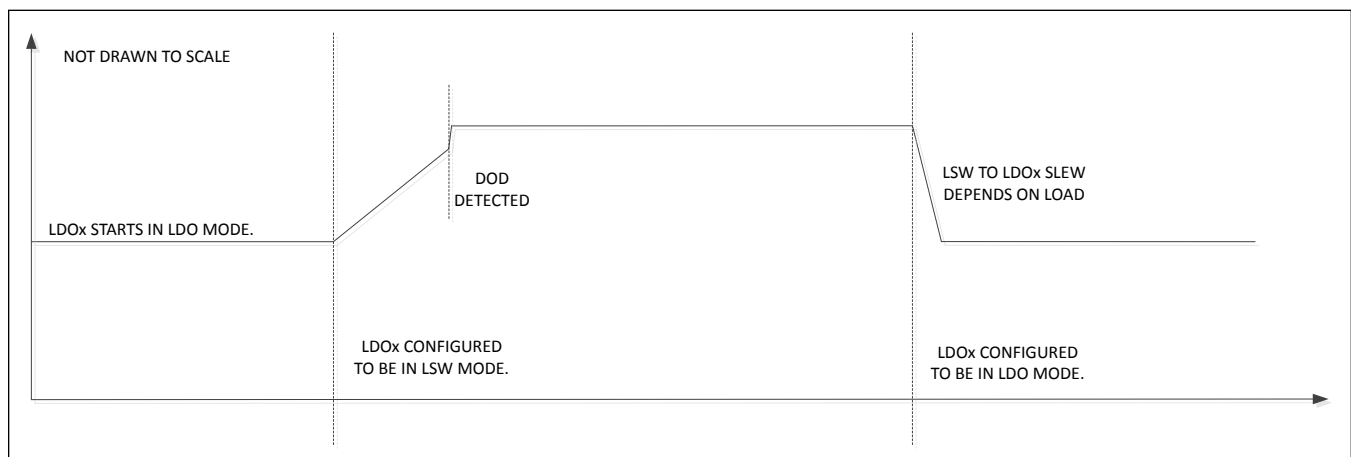 NOT DRAWN TO SCALE
DOD
DETECTED
LSW TO LDOx SLEW
DEPENDS ON LOAD
LDOx STARTS IN LDO MODE.
LDOx CONFIGURED
TO BE IN LSW MODE.
LDOx CONFIGURED
TO BE IN LDO MODE.